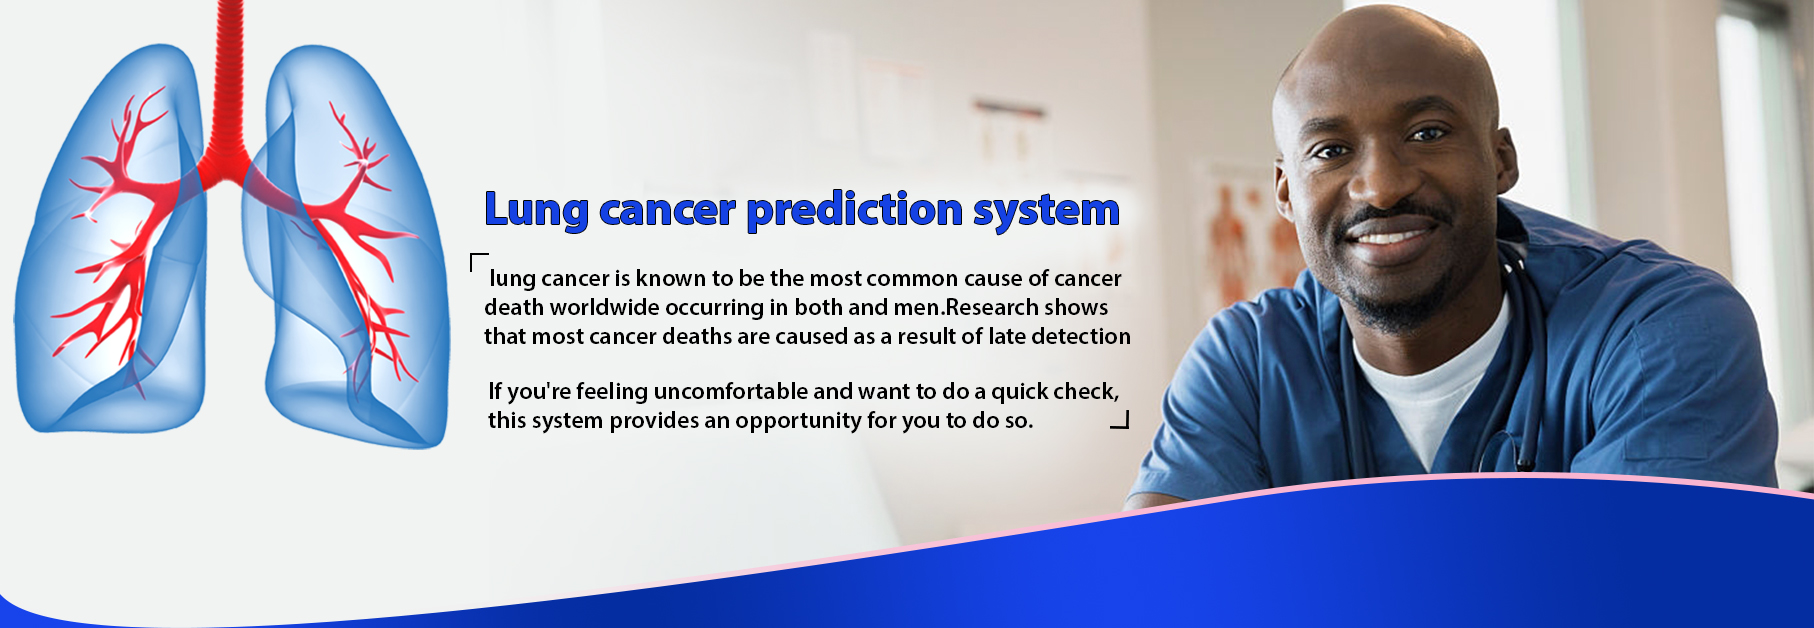 Lung cancer prediction system
lung cancer is known to be the most common cause of cancer
death worldwide occurring in both and men.Research shows
that most cancer deaths are caused as a result of late detection
If you're feeling uncomfortable and want to do a quick check,
this system provides an opportunity for you to do so.